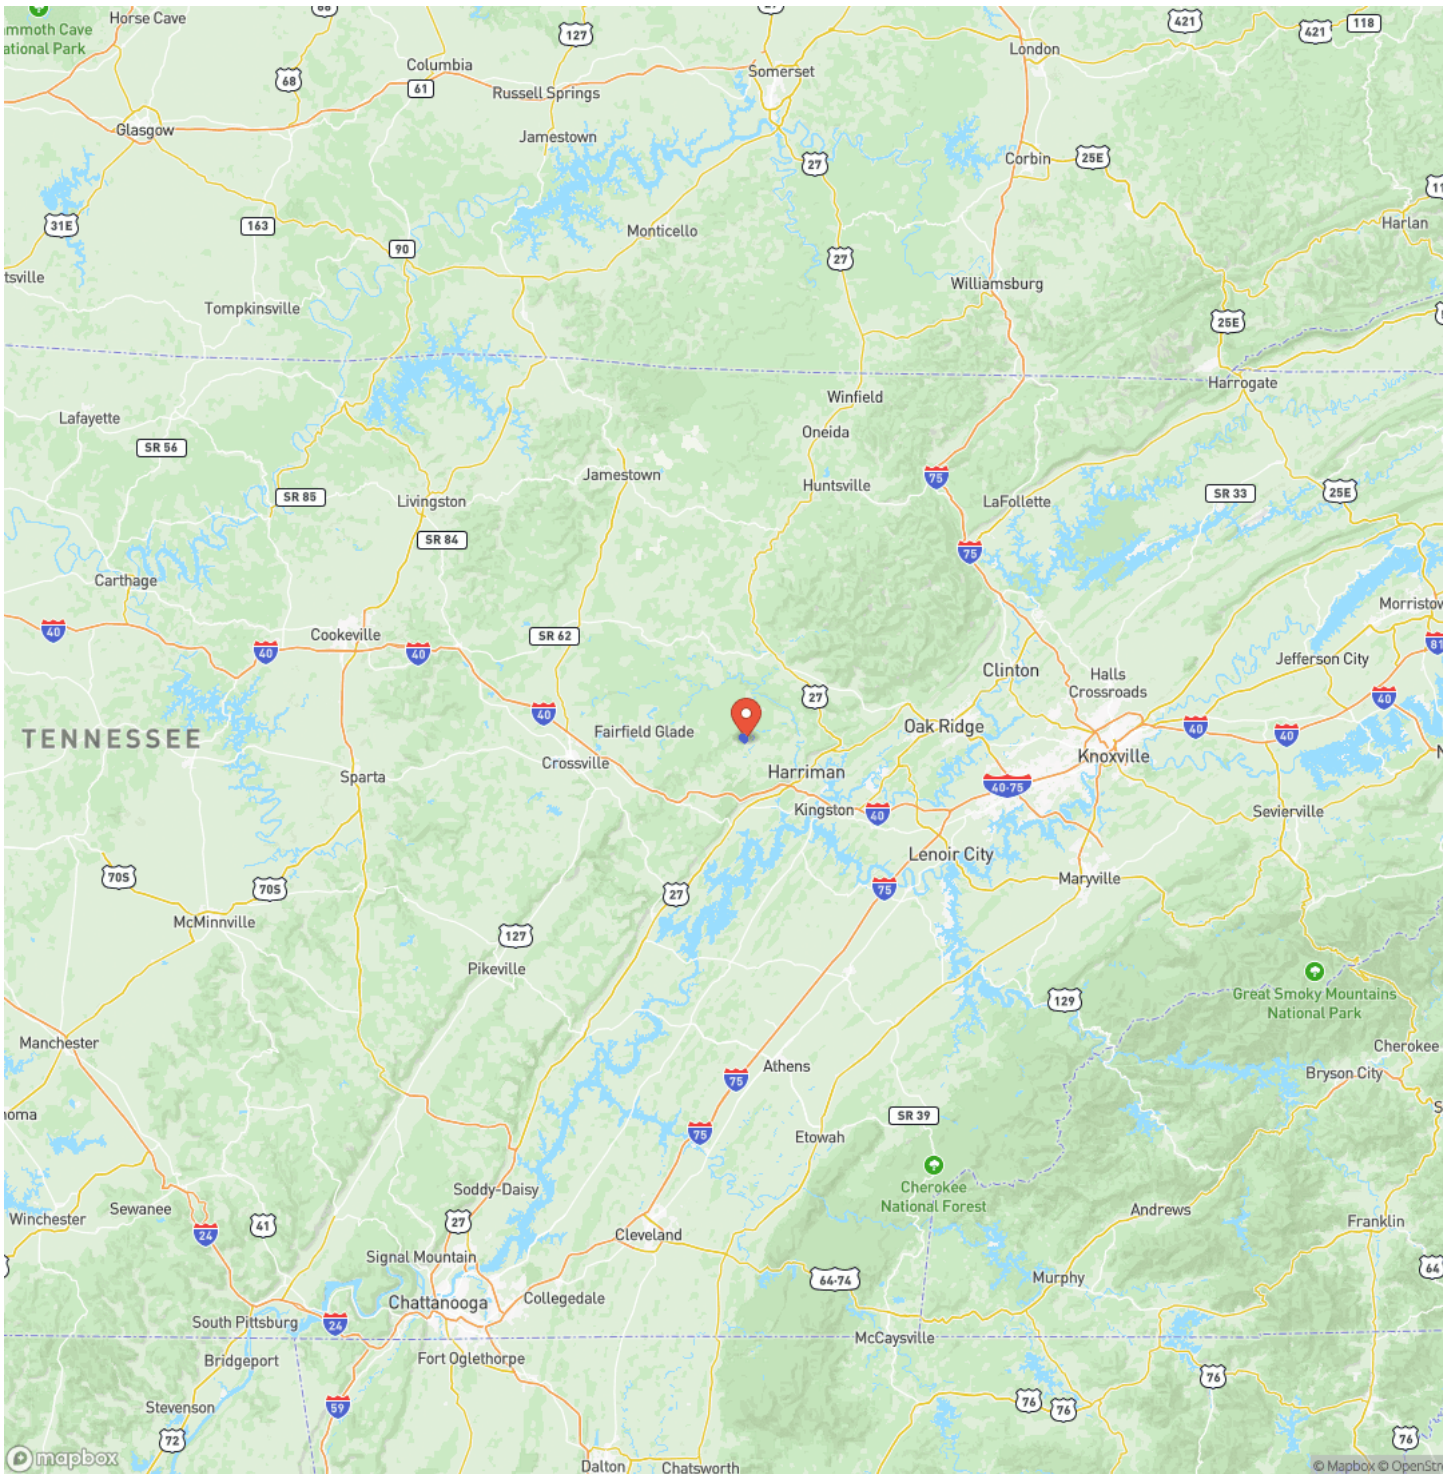 68
27
421
421
118
Horse Cave
mmoth Cave
ational Park
127
London
Columbia
68
61
Somerset
Russell Springs
Glasgow
Jamestown
27
Corbin
25E
11
31E
163
90
Monticello
27
Harlan
tsville
Williamsburg
Tompkinsville
25E
Harrogate
Winfield
Lafayette
Oneida
SR 56
Jamestown
75
Huntsville
SR 85
Livingston
LaFollette
SR 33
25E
SR 84
75
Carthage
Morristow
40
Cookeville
SR 62
40
40
81
Jefferson City
Clinton
Halls
Crossroads
27
40
40
Fairfield Glade
Oak Ridge
40
40
TENNESSEE
Knoxville
N
Crossville
Harriman
Sparta
40-75
Kingston
40
Sevierville
Lenoir City
70S
70S
27
75
Maryville
McMinnville
127
Pikeville
129
Great Smoky Mountains
National Park
Manchester
Cherokee
Athens
Bryson City
75
S
noma
SR 39
75
Etowah
Cherokee
National Forest
Soddy-Daisy
Sewanee
Andrews
Winchester
41
27
Franklin
24
Cleveland
Signal Mountain
64
64-74
Murphy
Chattanooga
Collegedale
South Pittsburg
24
McCaysville
Bridgeport
Fort Oglethorpe
76
Stevenson
59
76
76
72
76
mapbox
Dalton
Chatsworth
© Mapbox © OpenStr